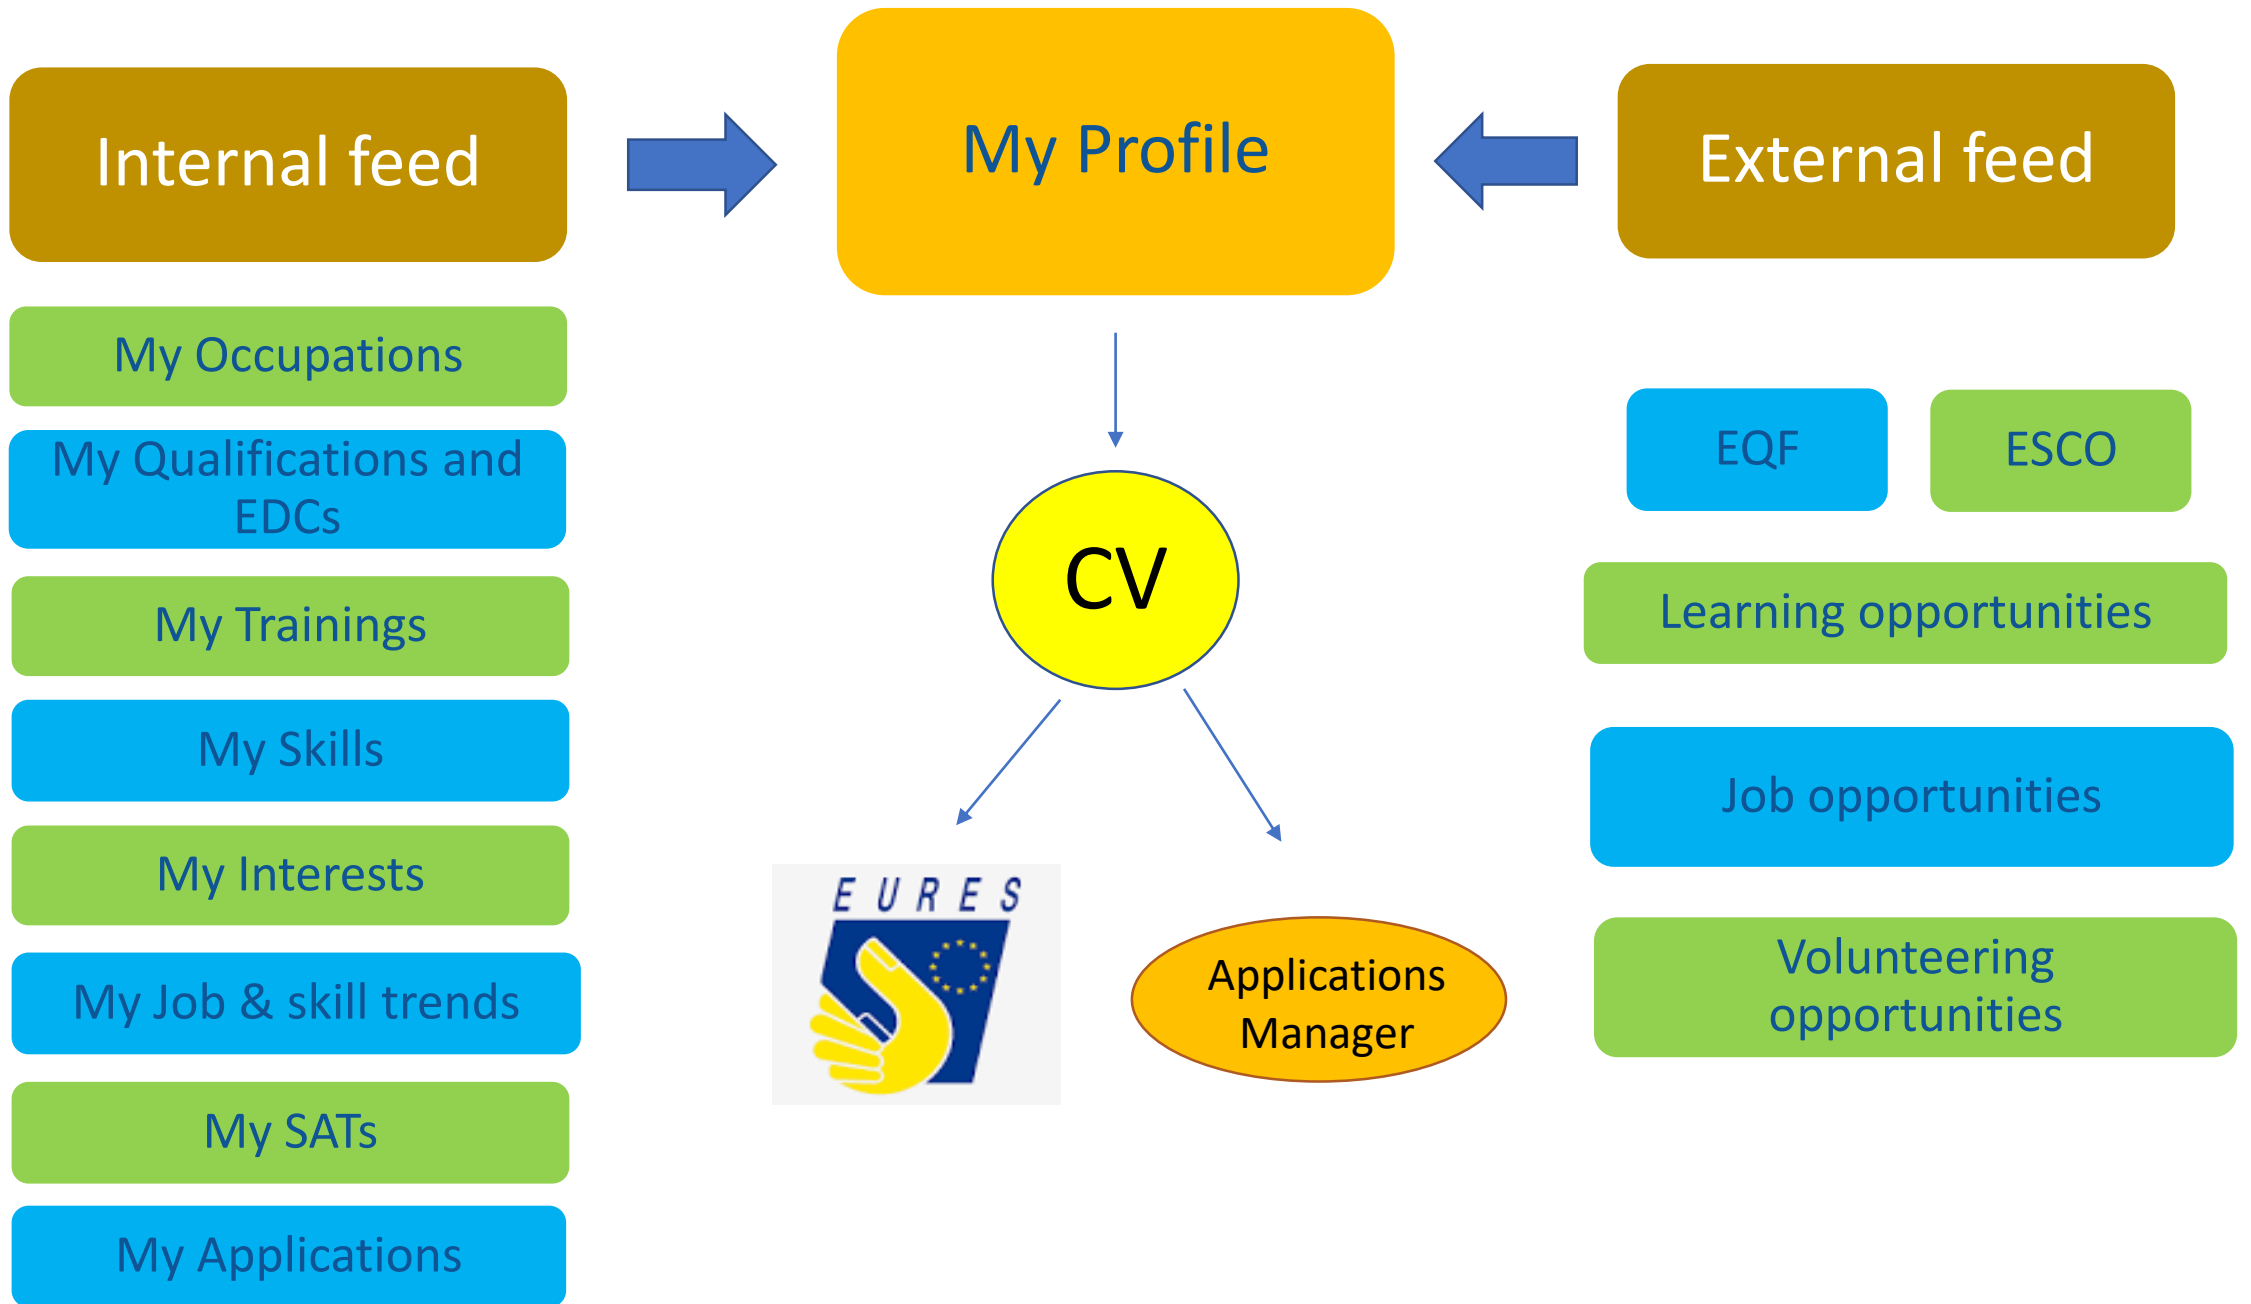 Internal feed
My Profile
External feed
My Occupations
My Qualifications and
EDCs
My Trainings
My Skills
My Interests
My Job & skill trends
My SATs
My Applications
CV
EURES
Applications
Manager
EQF
ESCO
Learning opportunities
Job opportunities
Volunteering
opportunities